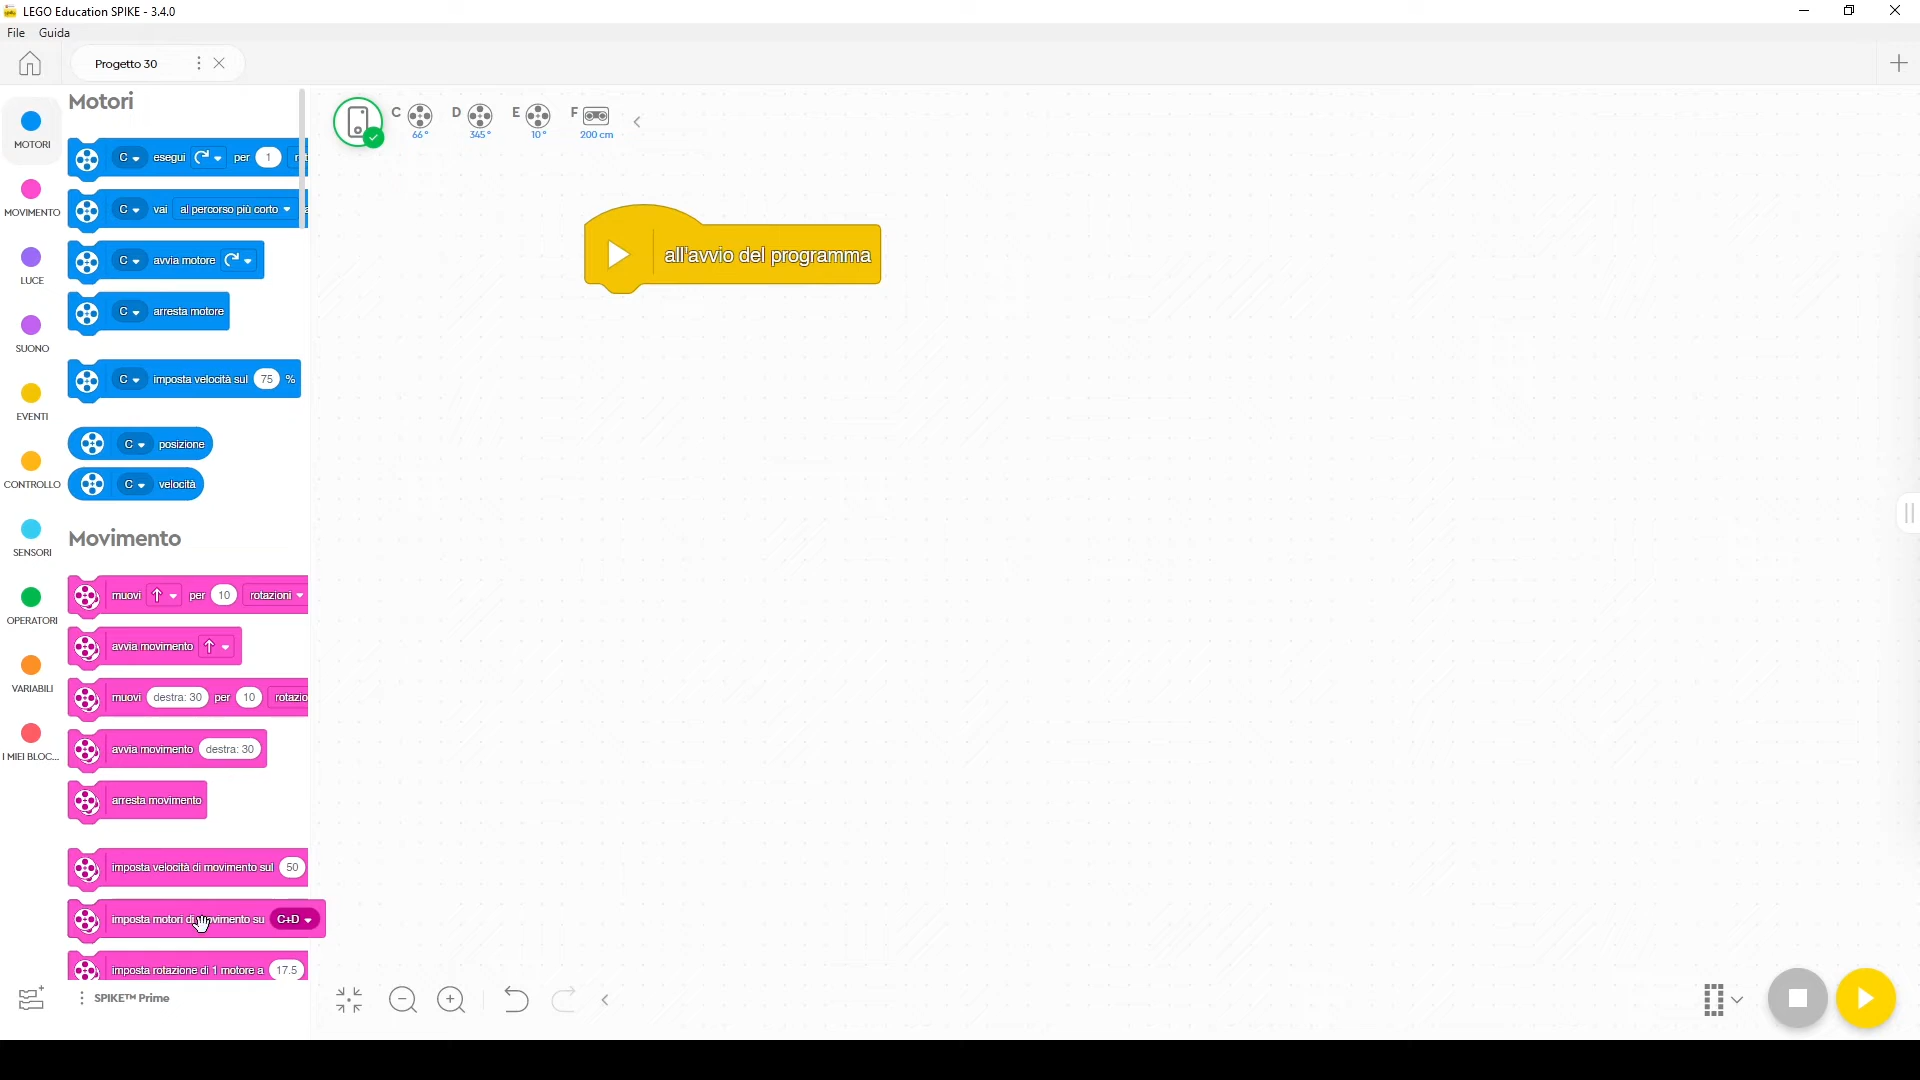 LEGO Education SPIKE - 3.4.0
File Guida
Progetto 30
MOTORI
MOVIMENTO
LUCE
SUONO
EVENTI
CONTROLLO
SENSORI
OPERATORI
VARIABILI
I MIEI BLOC...
Motori
C esegui per 1
C vai al percorso più corto
C avvia motore
C arresta motore
C imposta velocità sul 75 %
C posizione
C velocità
Movimento
muovi per 10 rotazioni
avvia movimento
muovi destra: 30 per 10 rotazio
avvia movimento destra: 30
arresta movimento
imposta velocità di movimento sul 50
imposta motori di movimento su C+D
imposta rotazione di 1 motore a 17.5
SPIKE™ Prime
C 66°
D 345°
E 10°
F 200 cm
all'avvio del programma